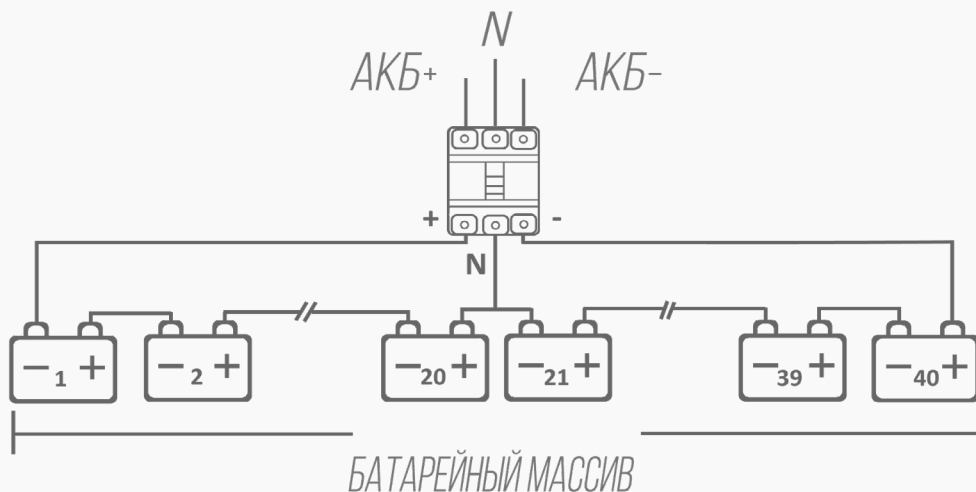 N
АКБ+ АКБ-
+ -
N
- 1 + - 2 + - 20 + - 21 + - 39 + - 40 +
БАТАРЕЙНЫЙ МАССИВ